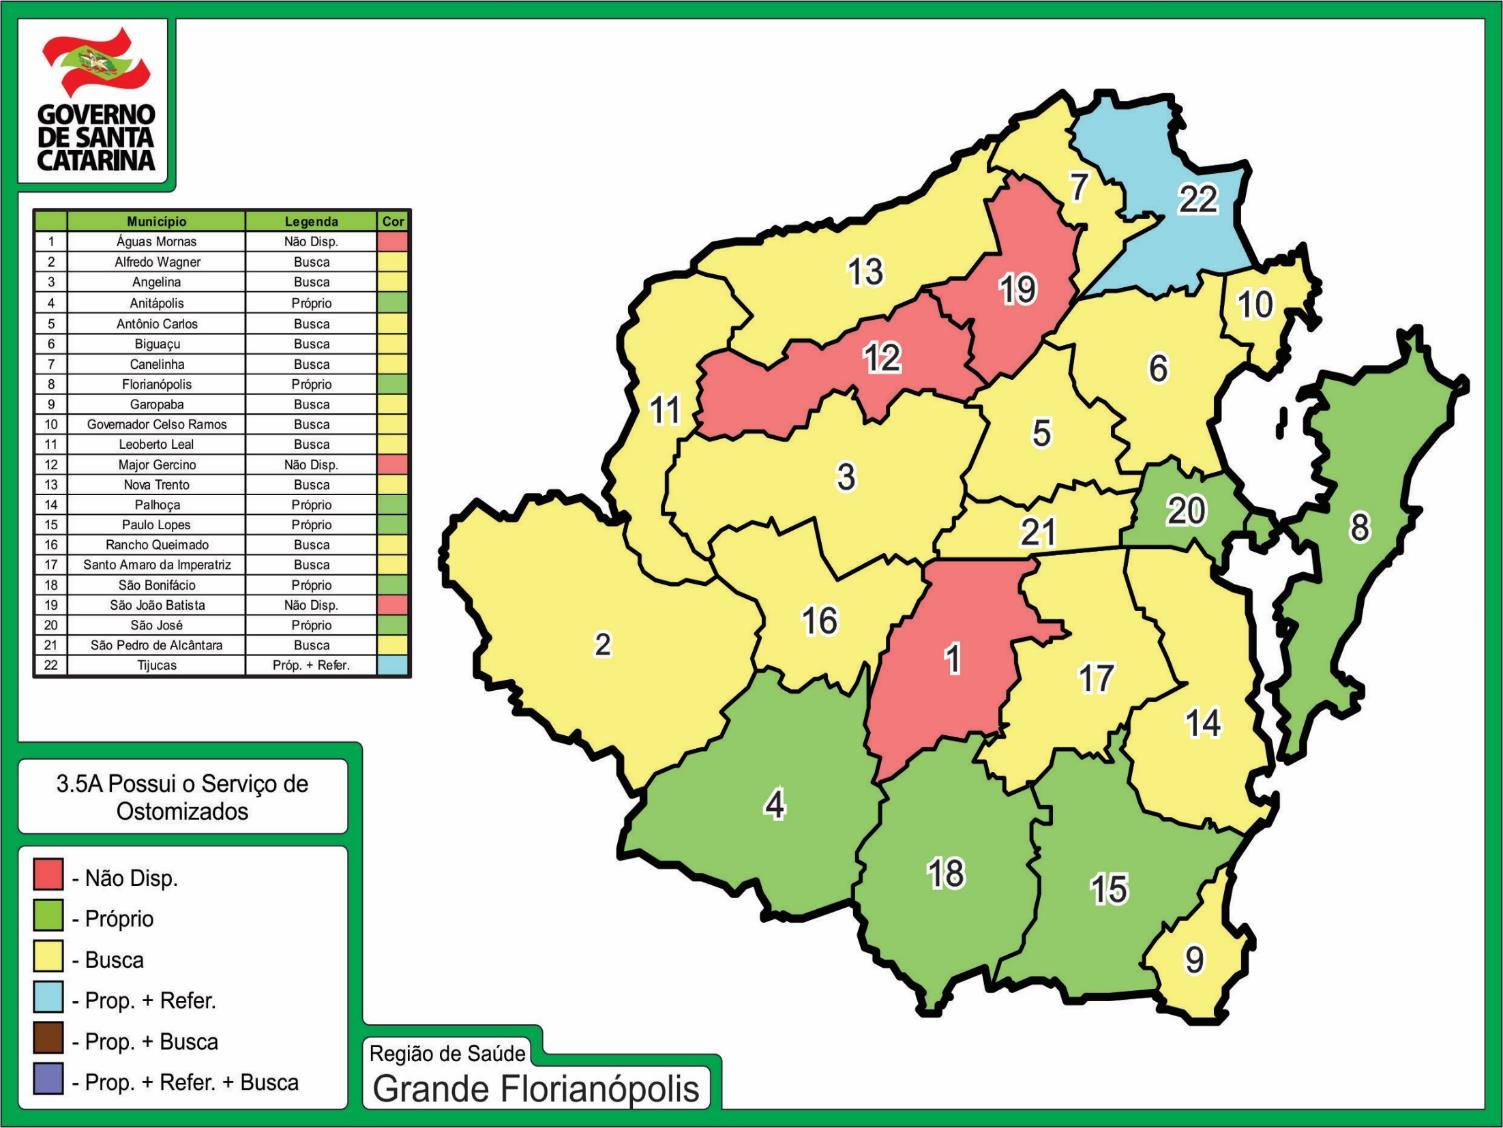 GOVERNO
DE SANTA
CATARINA
Município Legenda Cor
1 Águas Mornas Não Disp.
2 Alfredo Wagner Busca
3 Angelina Busca
4 Anitápolis Próprio
5 Antônio Carlos Busca
6 Biguaçu Busca
7 Canelinha Busca
8 Florianópolis Próprio
9 Garopaba Busca
10 Governador Celso Ramos Busca
11 Leoberto Leal Busca
12 Major Gercino Não Disp.
13 Nova Trento Busca
14 Palhoça Próprio
15 Paulo Lopes Próprio
16 Rancho Queimado Busca
17 Santo Amaro da Imperatriz Busca
18 São Bonifácio Próprio
19 São João Batista Não Disp.
20 São José Próprio
21 São Pedro de Alcântara Busca
22 Tijucas Próp. + Refer.
7
22
13
19
10
12
6
11
5
3
20
21
8
16
2
1
17
14
4
18
15
9
3.5A Possui o Serviço de
Ostomizados
- Não Disp.
- Próprio
- Busca
- Prop. + Refer.
- Prop. + Busca
- Prop. + Refer. + Busca
Região de Saúde
Grande Florianópolis